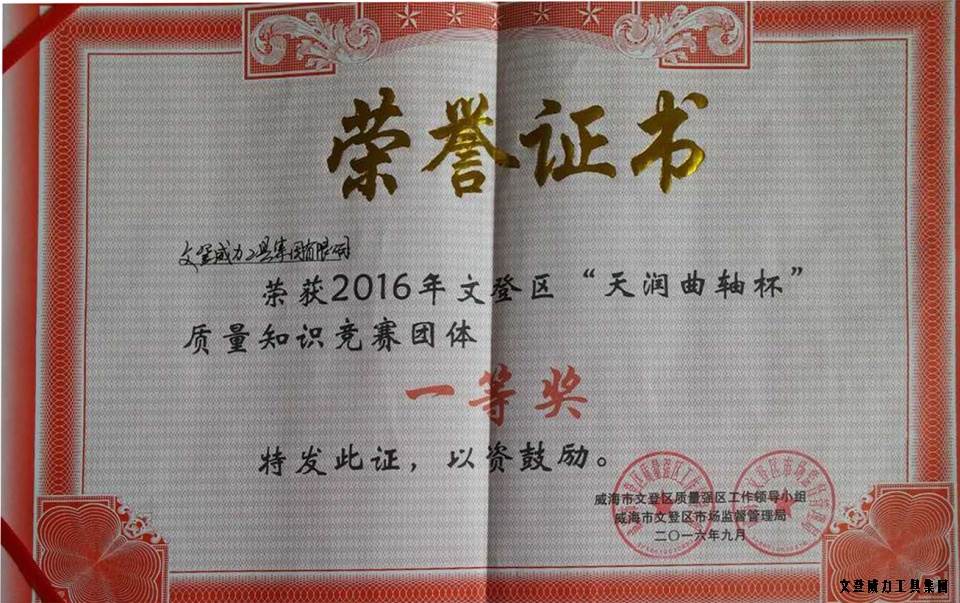 荣誉证书
文登威力工具集团有限公司
荣获2016年文登区“天润曲轴杯”
质量知识竞赛团体
一等奖
特发此证，以资鼓励。
威海市文登区质量强区工作领导小组
威海市文登区市场监督管理局
二〇一六年九月
文登威力工具集团